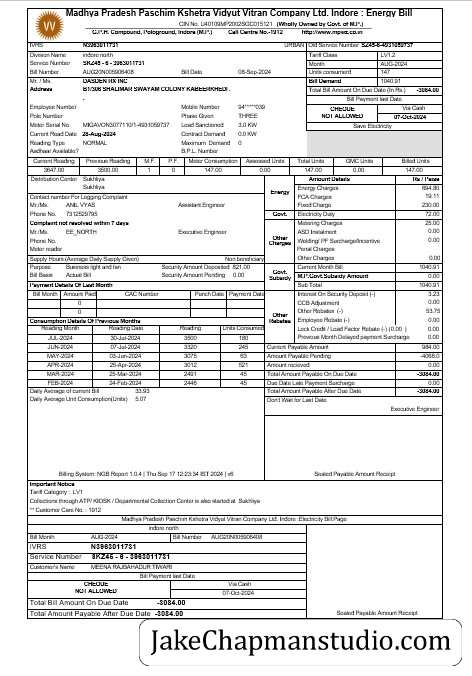 Madhya Pradesh Paschim Kshetra Vidyut Vitran Company Ltd. Indore : Energy Bill
CIN No. U40109MP2002SGC015121 (Wholly Owned by Govt. of M.P.)
G.P.H. Compound, Pologround, Indore (M.P.) Call Centre No.-1912 http://www.mpwz.co.in
IVRS N3963011731 URBAN Old Service Number SZ45-6-4931059737
Division Name indore north Tariff Class LV1.2
Service Number SKZ46 - 6 - 3963011731 Month AUG-2024
Bill Number AUG20N005906408 Bill Date 08-Sep-2024 Units consumed 147
Mr. / Ms. DASDEN HX INC Bill Demand 1040.91
Address B1/306 SHALIMAR SWAYAM COLONY KABEERKHEDI Total Bill Amount On Due Date (In Rs.) -3084.00
Bill Payment last Date
Employee Number Mobile Number 94*****039 CHEQUE NOT ALLOWED Via Cash
Pole Number Phase Given THREE 07-Oct-2024
Meter Serial No. Load Sanctioned 3.0 KW Save Electricity
Current Read Date 28-Aug-2024 Contract Demand 0.0 KW
Reading Type NORMAL Maximum Demand 0
Aadhaar Available? B.P.L. Number
Current Reading Previous Reading M.F. P.F. Meter Consumption Assessed Units Total Units GMC Units Billed Units
3647.00 3500.00 1 0 147.00 0.00 147.00 147.00
Distribution Center Sukhliya
Sukhliya
Contact number For Logging Complaint
Mr./Ms. ANIL VYAS Assistant Engineer
Phone No. 7312529795
Complaint not resolved within 7 days
Mr./Ms. EE_NORTH Executive Engineer
Phone No.
Meter reader
Supply Hours (Average Daily Supply Given) Non beneficiary
Purpose Business light and fan Security Amount Deposited 821.00
Bill Basis Actual Bill Security Amount Pending 0.00
Payment Details Of Last Month
Bill Month Amount Paid CAC Number Punch Date Payment Date
0
0
Consumption Details Of Previous Months
Reading Month Reading Date Reading Units Consumed
JUL-2024 30-Jul-2024 3500 180
JUN-2024 07-Jul-2024 3320 245
MAY-2024 03-Jun-2024 3075 63
APR-2024 25-Apr-2024 3012 521
MAR-2024 25-Mar-2024 2491 45
FEB-2024 24-Feb-2024 2446 45
Daily Average of current Bill 33.93
Daily Average Unit Consumption(Units) 5.07
Amount Details Rs / Paise
Energy
Energy Charges 694.80
FCA Charges 19.11
Fixed Charge 230.00
Govt. Electricity Duty 72.00
Other Charges
Metering Charges 25.00
ASD Instalment 0.00
Welding/ PF Surcharge/Incentive 0.00
Penal Charges
Other Charges 0.00
Govt. Subsidy
Current Month Bill 1040.91
M.P.Govt.Subsidy Amount 0.00
Sub Total 1040.91
Other Rebates
Interest On Security Deposit (-) 3.23
CCB Adjustment 0.00
Other Rebates(-) 53.75
Employee Rebate (-) 0.00
Lock Credit / Load Factor Rebate (-) (0.00 ) 0.00
Previous Month Delayed payment Surcharge 0.00
Current Payable Amount 984.00
Amount Payable Pending -4068.0
Amount received 0.00
Total Amount Payable On Due Date -3084.00
Due Date Late Payment Surcharge 0.00
Total Amount Payable After Due Date -3084.00
Don't Wait for Last Date
Executive Engineer
Billing System: NGB Report 1.0.4 | Thu Sep 17 12:23:34 IST 2024 | v6 Sealed Payable Amount Receipt
Important Notice
Tariff Category : LV1
Collections through ATP/ KIOSK / Departmental Collection Center is also started at Sukhliya
** Customer Care No. : 1912
Madhya Pradesh Paschim Kshetra Vidyut Vitran Company Ltd. Indore :Electricity Bill Page
indore north
Bill Month AUG-2024 Bill Number AUG20N005906408
IVRS N3963011731
Service Number SKZ46 - 6 - 3963011731
Customer's Name MEENA RAJBAHADUR TIWARI
Bill Payment last Date
CHEQUE NOT ALLOWED Via Cash
07-Oct-2024
Total Bill Amount On Due Date -3084.00
Total Amount Payable After Due Date -3084.00 Sealed Payable Amount Receipt
JakeChapmanstudio.com